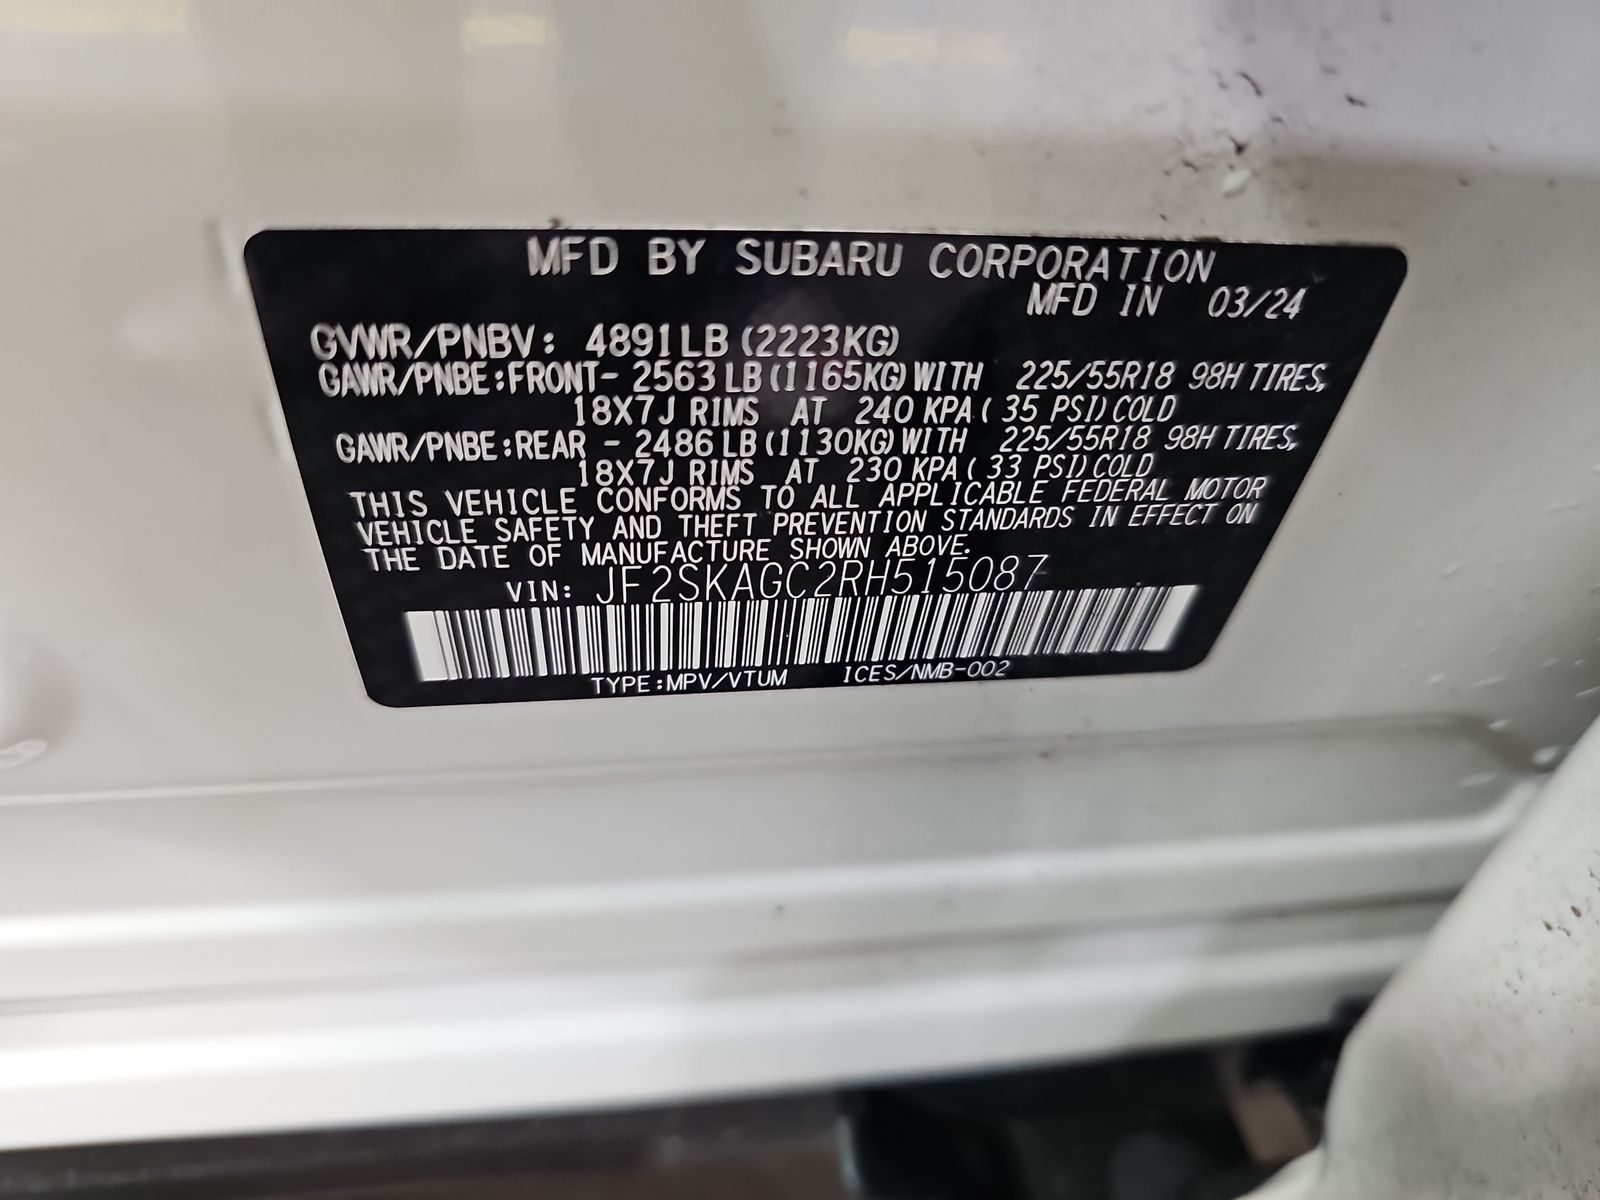 MFD BY SUBARU CORPORATION
MFD IN 03/24
GVWR/PNBV: 4891LB (2223KG)
GAWR/PNBE:FRONT- 2563 LB (1165KG) WITH 225/55R18 98H TIRES,
18X7J RIMS AT 240 KPA ( 35 PSI) COLD
GAWR/PNBE:REAR - 2486 LB (1130KG) WITH 225/55R18 98H TIRES,
18X7J RIMS AT 230 KPA ( 33 PSI) COLD
THIS VEHICLE CONFORMS TO ALL APPLICABLE FEDERAL MOTOR
VEHICLE SAFETY AND THEFT PREVENTION STANDARDS IN EFFECT ON
THE DATE OF MANUFACTURE SHOWN ABOVE.
VIN: JF2SKAGC2RH515087
TYPE:MPV/VTUM ICES/NMB-002